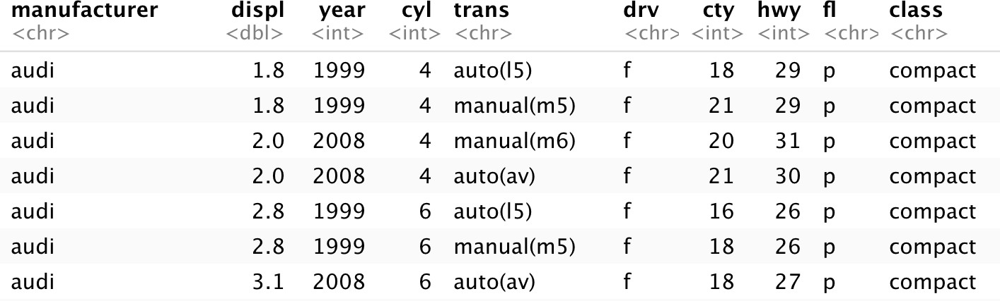 manufacturer displ year cyl trans drv cty hwy fl class
<chr> <dbl> <int> <int> <chr> <chr> <int> <int> <chr> <chr>
audi 1.8 1999 4 auto(l5) f 18 29 p compact
audi 1.8 1999 4 manual(m5) f 21 29 p compact
audi 2.0 2008 4 manual(m6) f 20 31 p compact
audi 2.0 2008 4 auto(av) f 21 30 p compact
audi 2.8 1999 6 auto(l5) f 16 26 p compact
audi 2.8 1999 6 manual(m5) f 18 26 p compact
audi 3.1 2008 6 auto(av) f 18 27 p compact